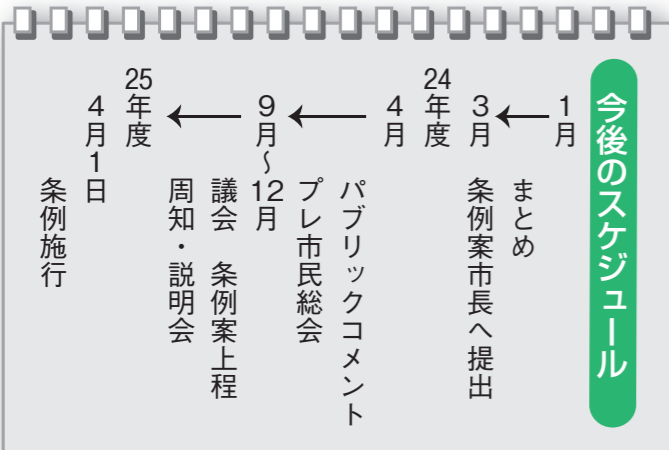 今後のスケジュール
1月
まとめ
3月 条例案市長へ提出
24年度
4月
パブリックコメント
プレ市民総会
9月～12月
議会 条例案上程
周知・説明会
25年度
4月1日
条例施行